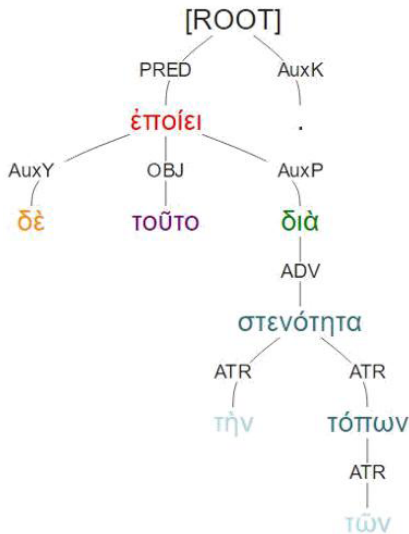 [ROOT]
PRED AuxK
ἐποίει .
AuxY OBJ AuxP
δὲ τοῦτο διὰ
ADV
στενότητα
ATR ATR
τὴν τόπων
ATR
τῶν